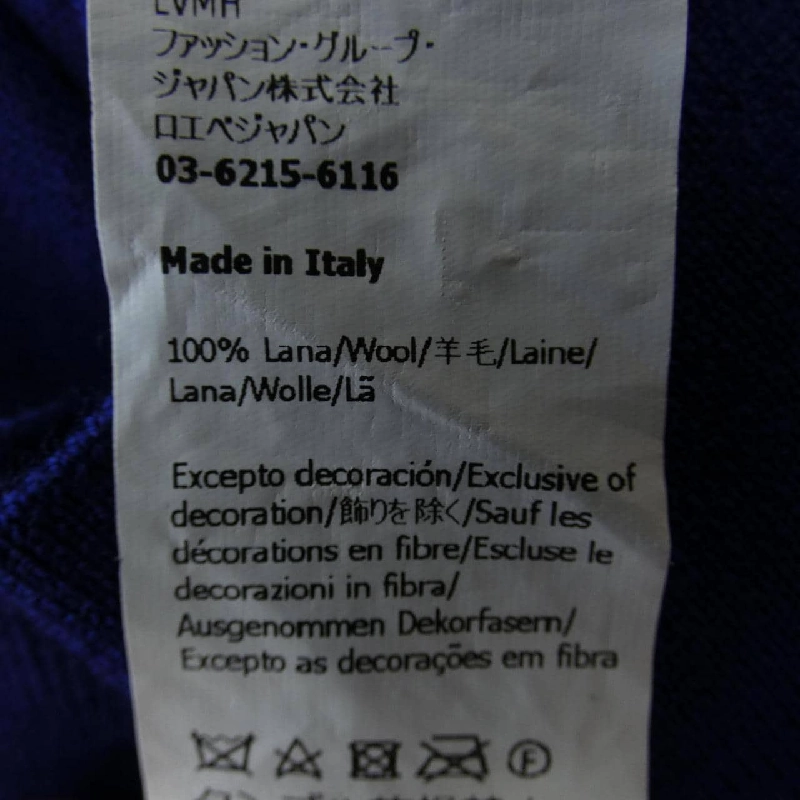 LVMH
ファッション・グループ・
ジャパン株式会社
ロエベジャパン
03-6215-6116
Made in Italy
100% Lana/Wool/羊毛/Laine/
Lana/Wolle/Lã
Excepto decoración/Exclusive of
decoration/飾りを除く/Sauf les
décorations en fibre/Escluse le
decorazioni in fibra/
Ausgenommen Dekorfasern/
Excepto as decorações em fibra
F